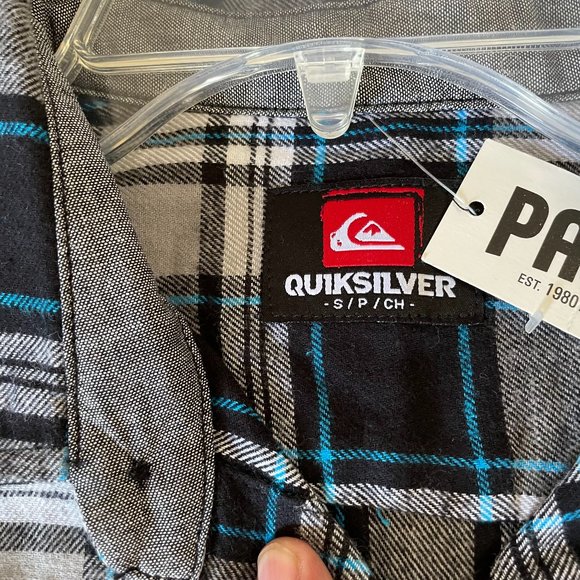 QUIKSILVER
- S / P / CH -
PA
EST. 1980